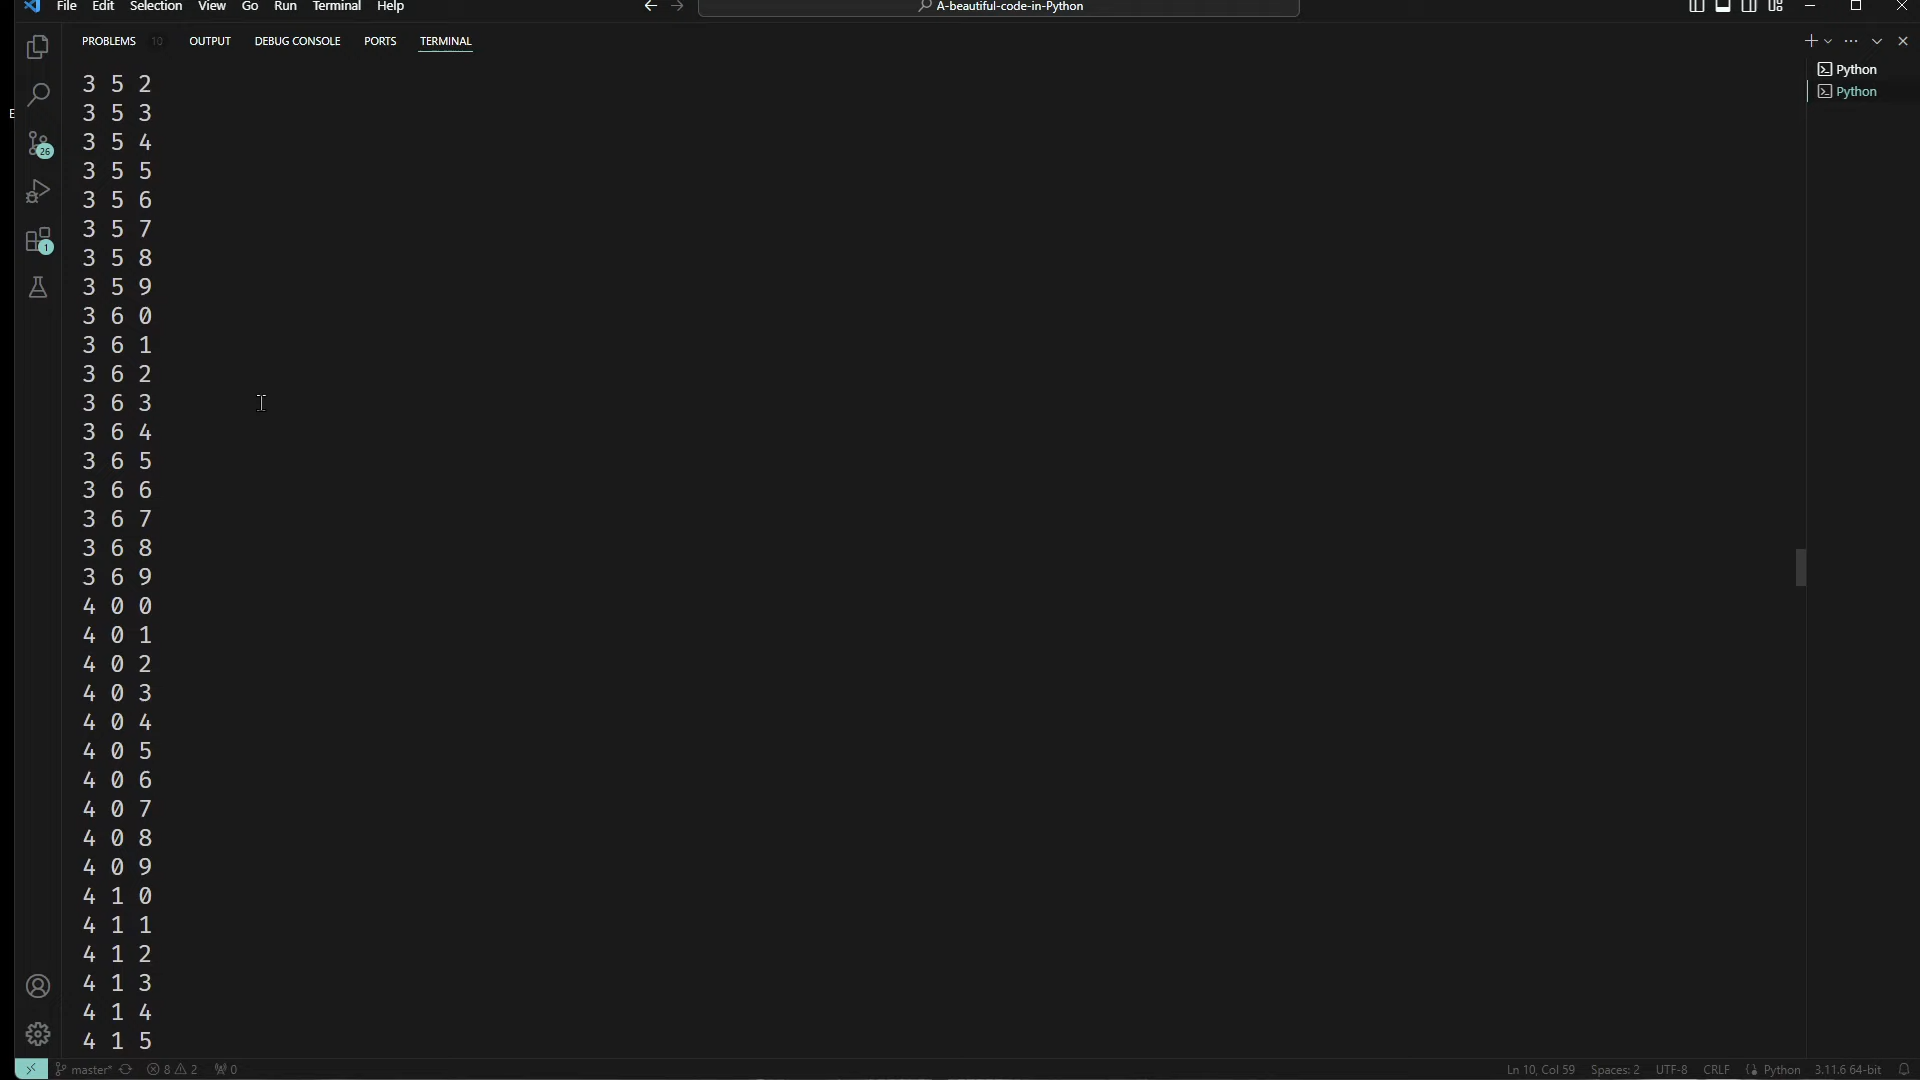 File Edit Selection View Go Run Terminal Help A-beautiful-code-in-Python
PROBLEMS 10 OUTPUT DEBUG CONSOLE PORTS TERMINAL
Python
Python
26
1
3 5 2
3 5 3
3 5 4
3 5 5
3 5 6
3 5 7
3 5 8
3 5 9
3 6 0
3 6 1
3 6 2
3 6 3
3 6 4
3 6 5
3 6 6
3 6 7
3 6 8
3 6 9
4 0 0
4 0 1
4 0 2
4 0 3
4 0 4
4 0 5
4 0 6
4 0 7
4 0 8
4 0 9
4 1 0
4 1 1
4 1 2
4 1 3
4 1 4
4 1 5
master* 8 2 0 Ln 10, Col 59 Spaces: 2 UTF-8 CRLF Python 3.11.6 64-bit